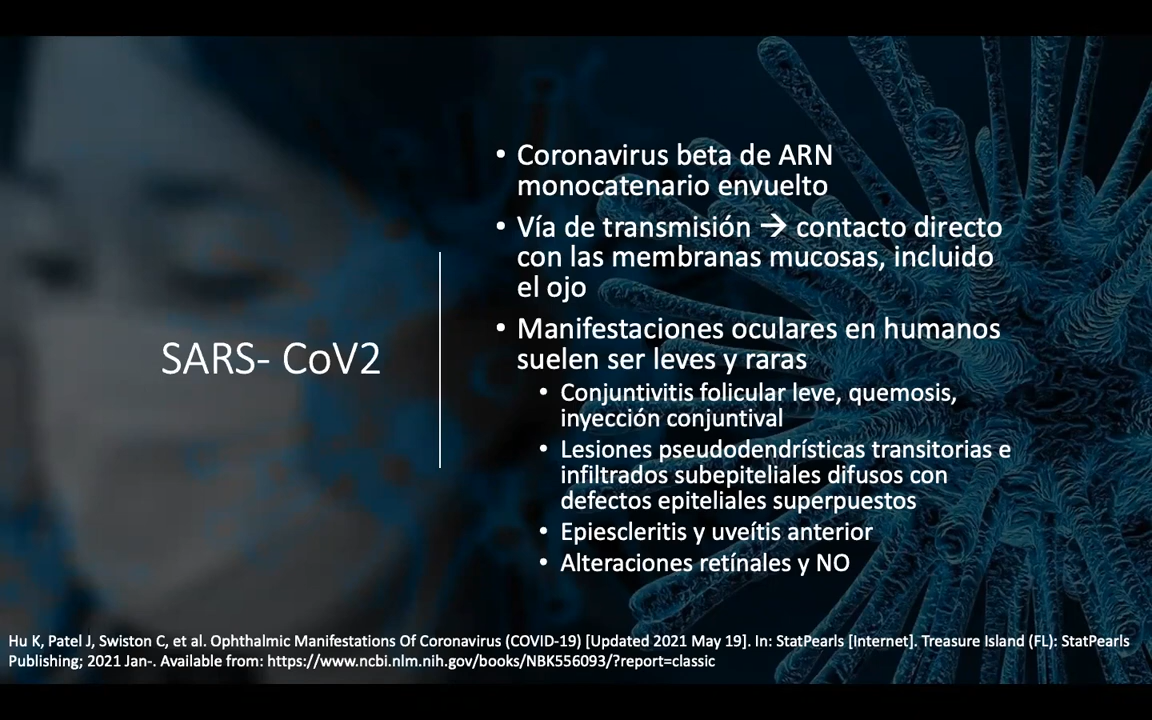 SARS- CoV2
• Coronavirus beta de ARN
monocatenario envuelto
• Vía de transmisión → contacto directo
con las membranas mucosas, incluido
el ojo
• Manifestaciones oculares en humanos
suelen ser leves y raras
• Conjuntivitis folicular leve, quemosis,
inyección conjuntival
• Lesiones pseudodendrísticas transitorias e
infiltrados subepiteliales difusos con
defectos epiteliales superpuestos
• Epiescleritis y uveítis anterior
• Alteraciones retínales y NO
Hu K, Patel J, Swiston C, et al. Ophthalmic Manifestations Of Coronavirus (COVID-19) [Updated 2021 May 19]. In: StatPearls [Internet]. Treasure Island (FL): StatPearls
Publishing; 2021 Jan-. Available from: https://www.ncbi.nlm.nih.gov/books/NBK556093/?report=classic